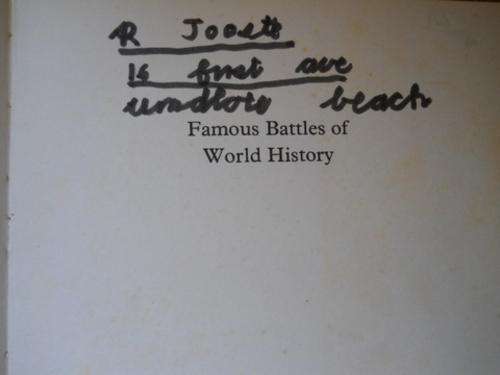 R Jooste
15 first ave
umdloti beach
Famous Battles of
World History